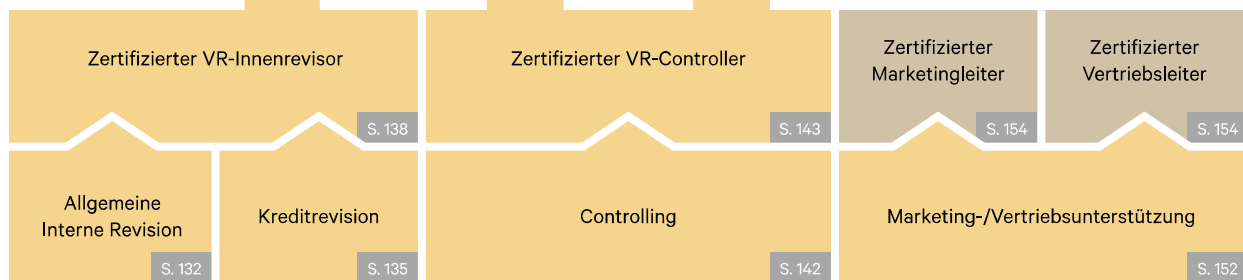 Zertifizierter VR-Innenrevisor
S. 138
Zertifizierter VR-Controller
S. 143
Zertifizierter
Marketingleiter
S. 154
Zertifizierter
Vertriebsleiter
S. 154
Allgemeine
Interne Revision
S. 132
Kreditrevision
S. 135
Controlling
S. 142
Marketing-/Vertriebsunterstützung
S. 152